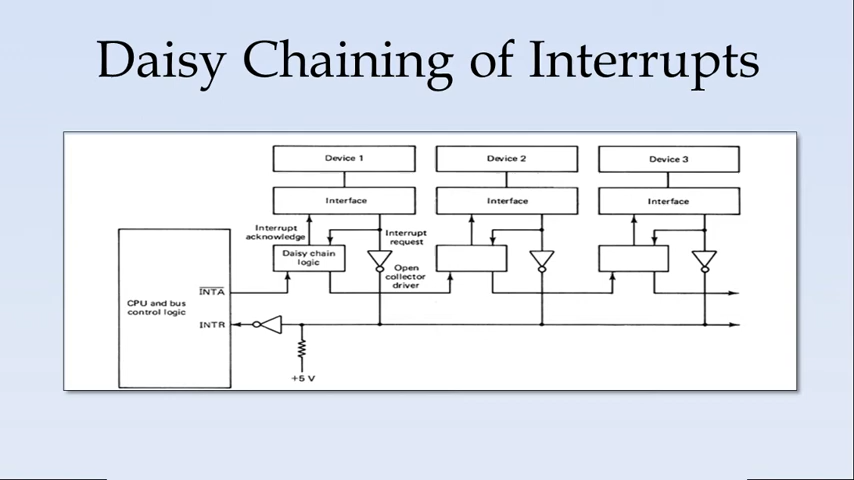 Daisy Chaining of Interrupts
Device 1
Device 2
Device 3
Interface
Interface
Interface
Interrupt
acknowledge
Interrupt
request
Daisy chain
logic
Open
collector
driver
INTA
CPU and bus
control logic
INTR
+5 V